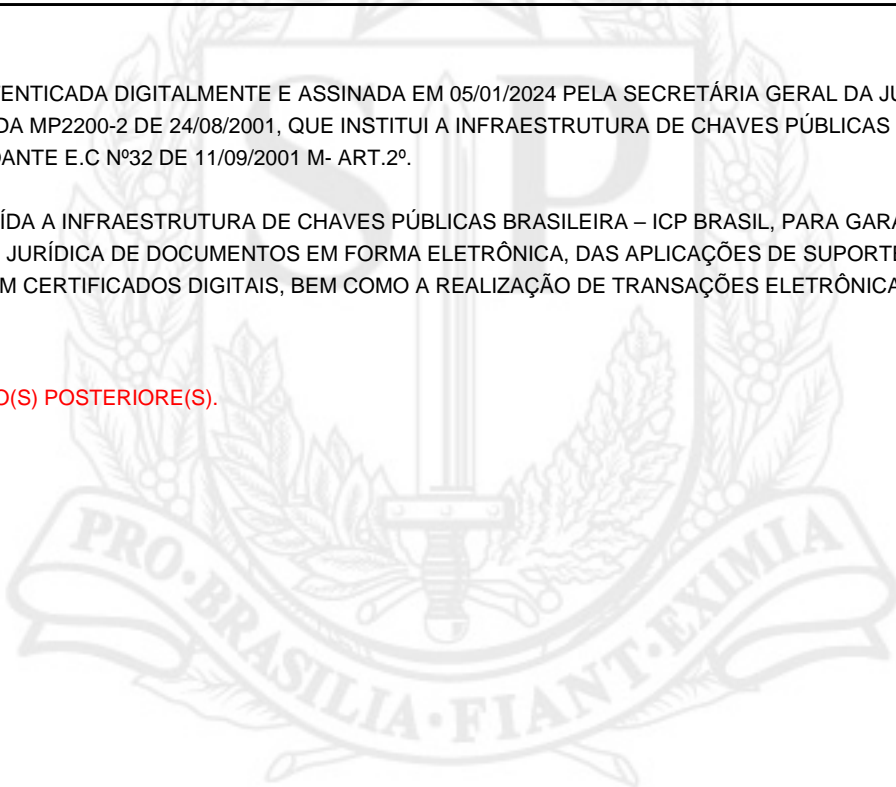 ENTICADA DIGITALMENTE E ASSINADA EM 05/01/2024 PELA SECRETÁRIA GERAL DA JU
DA MP2200-2 DE 24/08/2001, QUE INSTITUI A INFRAESTRUTURA DE CHAVES PÚBLICAS
DANTE E.C Nº32 DE 11/09/2001 M- ART.2º.
ÍDA A INFRAESTRUTURA DE CHAVES PÚBLICAS BRASILEIRA – ICP BRASIL, PARA GARA
JURÍDICA DE DOCUMENTOS EM FORMA ELETRÔNICA, DAS APLICAÇÕES DE SUPORTE
M CERTIFICADOS DIGITAIS, BEM COMO A REALIZAÇÃO DE TRANSAÇÕES ELETRÔNICA
O(S) POSTERIORE(S).
SP
PRO·BRASILIA·FIANT·EXIMIA